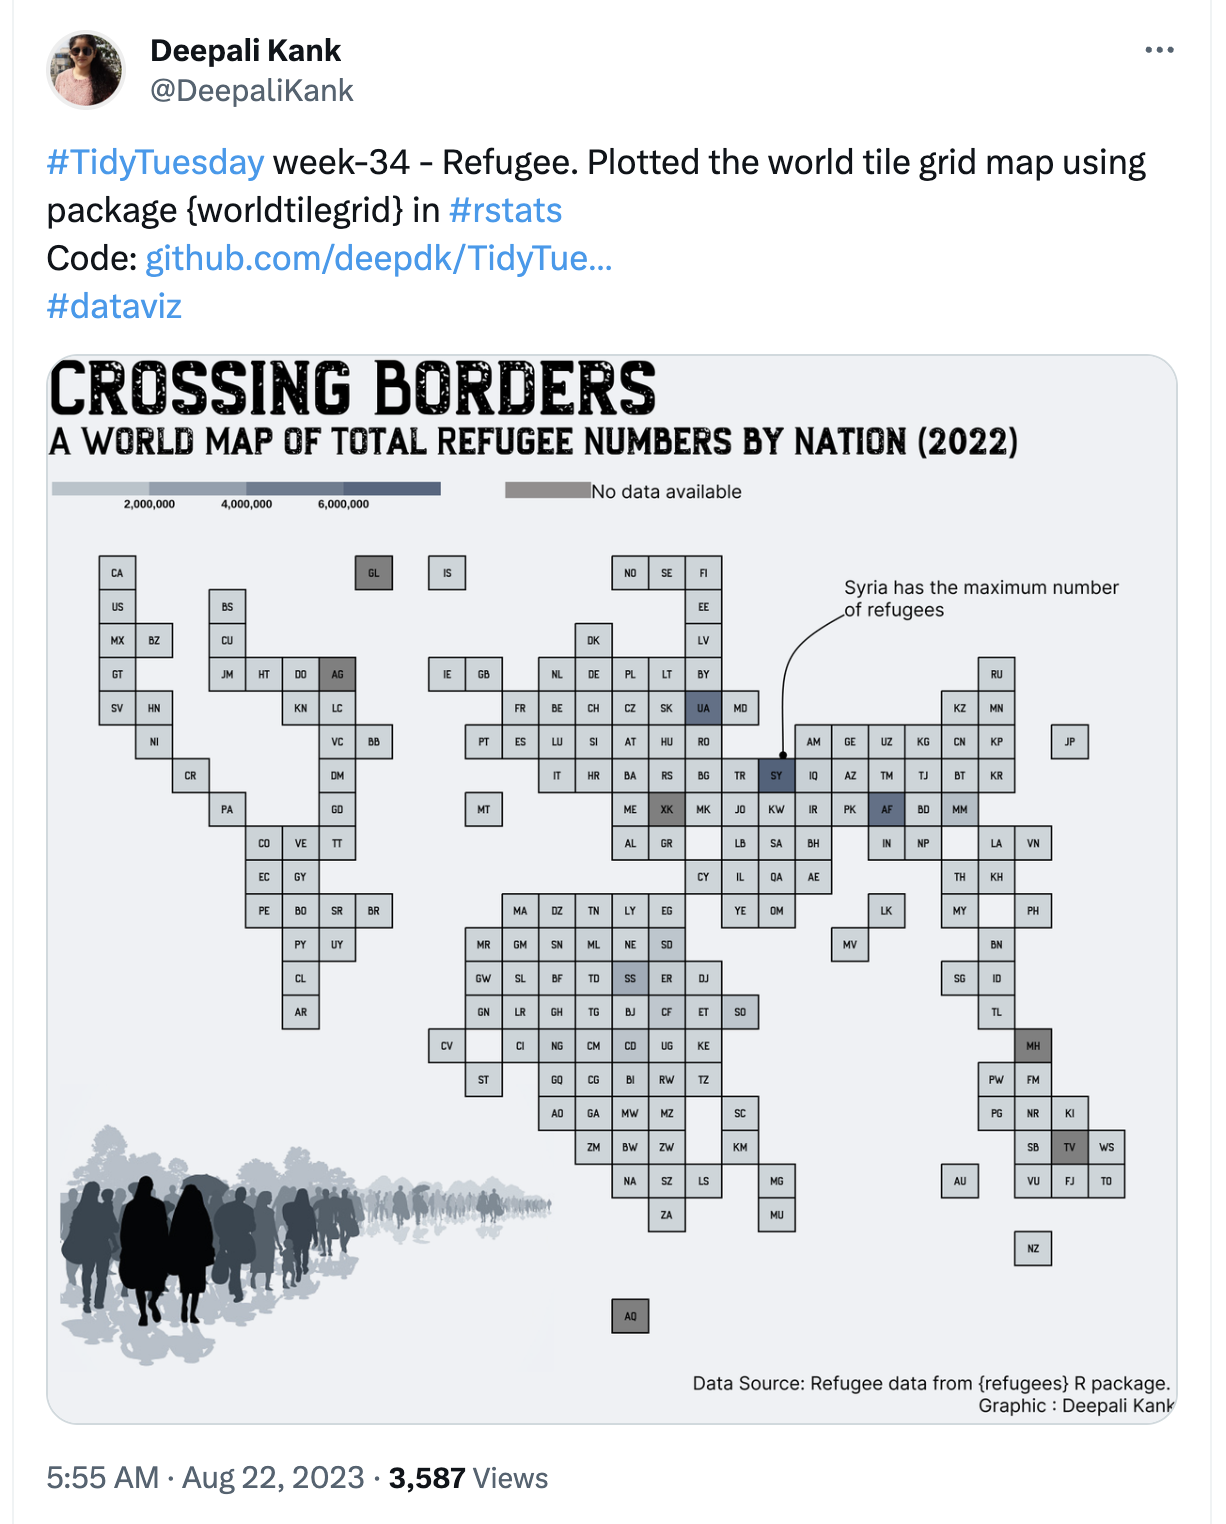 Deepali Kank
@DeepaliKank
#TidyTuesday week-34 - Refugee. Plotted the world tile grid map using
package {worldtilegrid} in #rstats
Code: github.com/deepdk/TidyTue...
#dataviz
CROSSING BORDERS
A WORLD MAP OF TOTAL REFUGEE NUMBERS BY NATION (2022)
2,000,000 4,000,000 6,000,000 No data available
CA GL IS NO SE FI
Syria has the maximum number
of refugees
US BS EE
MX BZ CU DK LV
GT JM HT DO AG IE GB NL DE PL LT BY RU
SV HN KN LC FR BE CH CZ SK UA MD KZ MN
NI VC BB PT ES LU SI AT HU RO AM GE UZ KG CN KP JP
CR DM IT HR BA RS BG TR SY IQ AZ TM TJ BT KR
PA GD MT ME XK MK JO KW IR PK AF BD MM
CO VE TT AL GR LB SA BH IN NP LA VN
EC GY CY IL QA AE TH KH
PE BO SR BR MA DZ TN LY EG YE OM LK MY PH
PY UY MR GM SN ML NE SD MV BN
CL GW SL BF TD SS ER DJ SG ID
AR GN LR GH TG BJ CF ET SO TL
CV CI NG CM CD UG KE MH
ST GQ CG BI RW TZ PW FM
AO GA MW MZ SC PG NR KI
ZM BW ZW KM SB TV WS
NA SZ LS MG AU VU FJ TO
ZA MU
NZ
AQ
Data Source: Refugee data from {refugees} R package.
Graphic : Deepali Kank
5:55 AM · Aug 22, 2023 · 3,587 Views